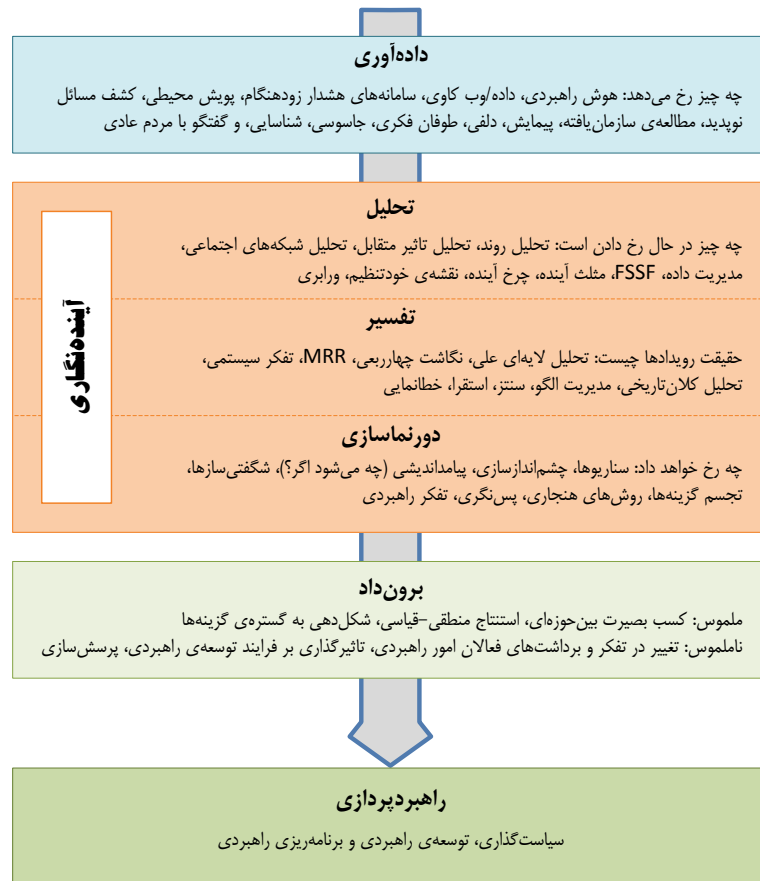 داده‌آوری
چه چیز رخ می‌دهد: هوش راهبردی، داده/وب کاوی، سامانه‌های هشدار زودهنگام، پویش محیطی، کشف مسائل
نوپدید، مطالعه‌ی سازمان‌یافته، پیمایش، دلفی، طوفان فکری، جاسوسی، شناسایی، و گفتگو با مردم عادی
آینده‌نگاری
تحلیل
چه چیز در حال رخ دادن است: تحلیل روند، تحلیل تاثیر متقابل، تحلیل شبکه‌های اجتماعی،
مدیریت داده، FSSF، مثلث آینده، چرخ آینده، نقشه‌ی خودتنظیم، ورابری
تفسیر
حقیقت رویدادها چیست: تحلیل لایه‌ای علی، نگاشت چهارربعی، MRR، تفکر سیستمی،
تحلیل کلان‌تاریخی، مدیریت الگو، سنتز، استقرا، خطانمایی
دورنماسازی
چه رخ خواهد داد: سناریوها، چشم‌اندازسازی، پیامداندیشی (چه می‌شود اگر؟)، شگفتی‌سازها،
تجسم گزینه‌ها، روش‌های هنجاری، پس‌نگری، تفکر راهبردی
برون‌داد
ملموس: کسب بصیرت بین‌حوزه‌ای، استنتاج منطقی-قیاسی، شکل‌دهی به گستره‌ی گزینه‌ها
ناملموس: تغییر در تفکر و برداشت‌های فعالان امور راهبردی، تاثیرگذاری بر فرایند توسعه‌ی راهبردی، پرسش‌سازی
راهبردپردازی
سیاست‌گذاری، توسعه‌ی راهبردی و برنامه‌ریزی راهبردی